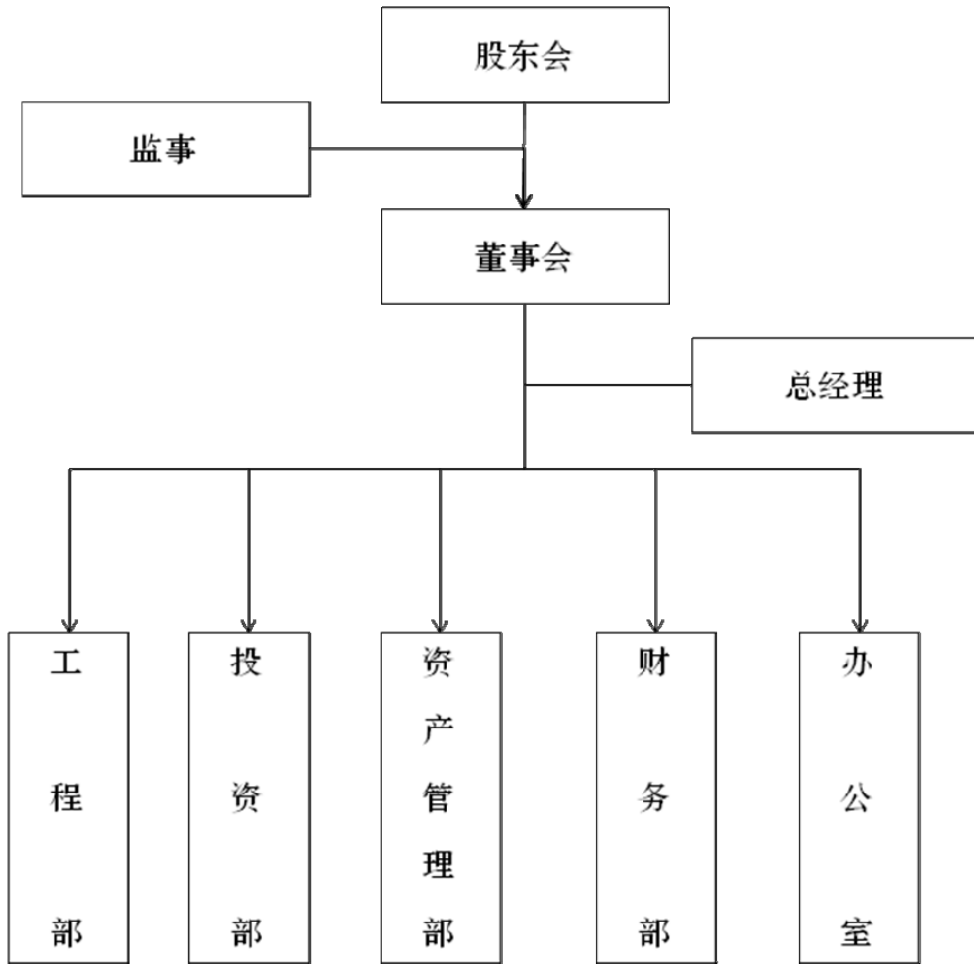 股东会
监事
董事会
总经理
工程部
投资部
资产管理部
财务部
办公室